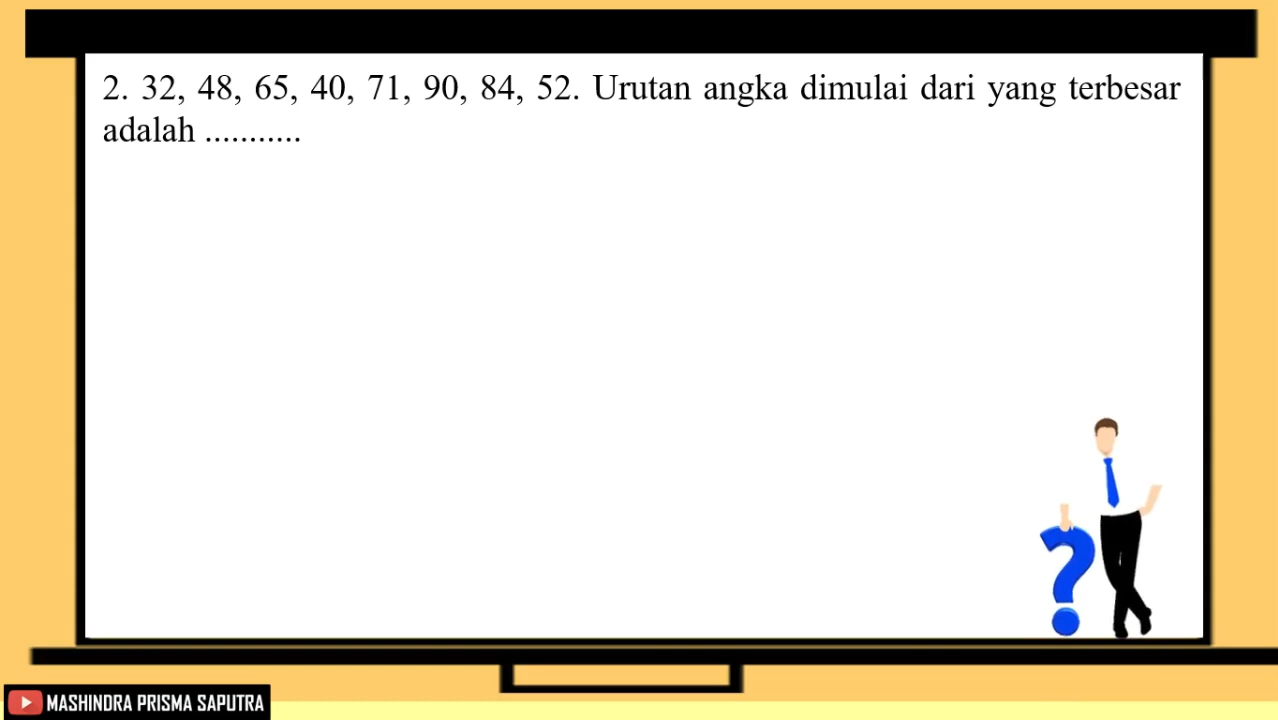 2. 32, 48, 65, 40, 71, 90, 84, 52. Urutan angka dimulai dari yang terbesar
adalah ...........
MASHINDRA PRISMA SAPUTRA